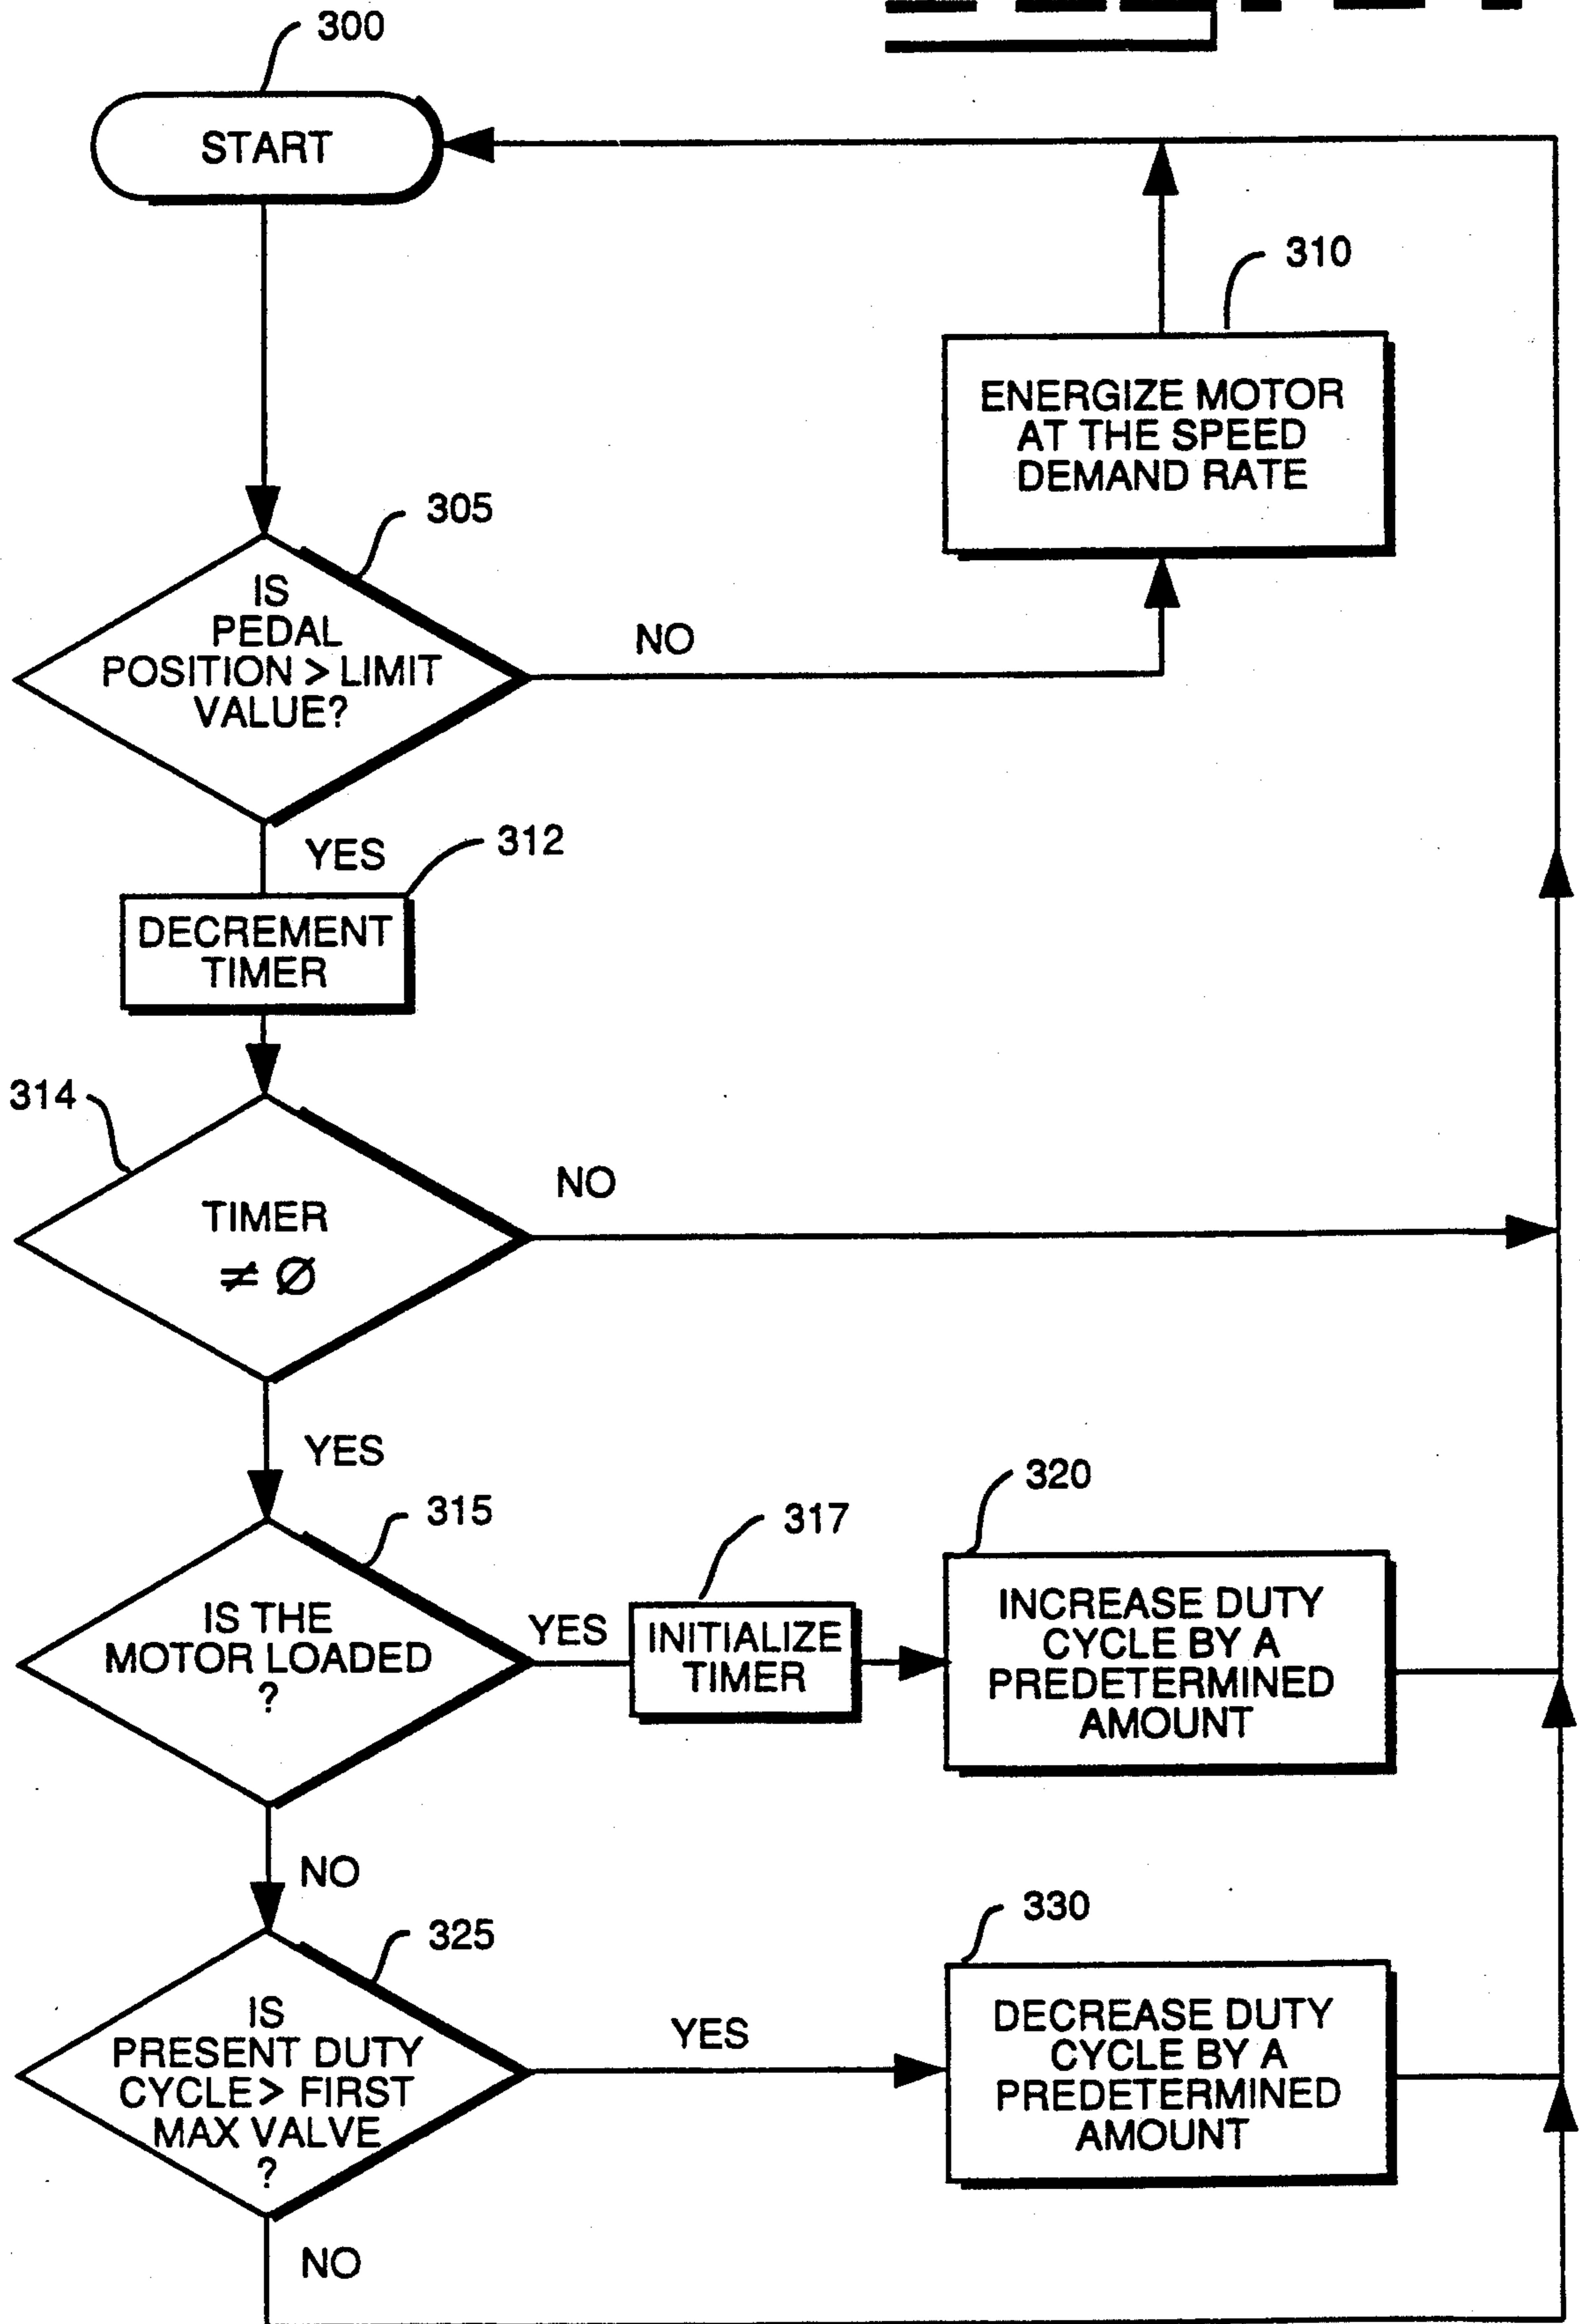 300
START
310
ENERGIZE MOTOR
AT THE SPEED
DEMAND RATE
305
IS
PEDAL
POSITION > LIMIT
VALUE?
NO
YES
312
DECREMENT
TIMER
314
TIMER
≠ Ø
NO
YES
315
IS THE
MOTOR LOADED
?
YES
317
INITIALIZE
TIMER
320
INCREASE DUTY
CYCLE BY A
PREDETERMINED
AMOUNT
NO
325
IS
PRESENT DUTY
CYCLE> FIRST
MAX VALVE
?
YES
330
DECREASE DUTY
CYCLE BY A
PREDETERMINED
AMOUNT
NO